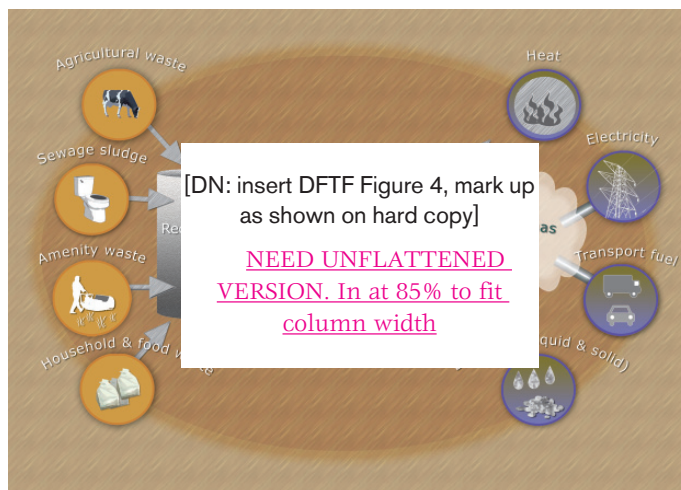 Agricultural waste
Heat
Electricity
Sewage sludge
[DN: insert DFTF Figure 4, mark up
as shown on hard copy]
NEED UNFLATTENED
VERSION. In at 85% to fit
column width
Amenity waste
Transport fuel
Household & food
& solid)